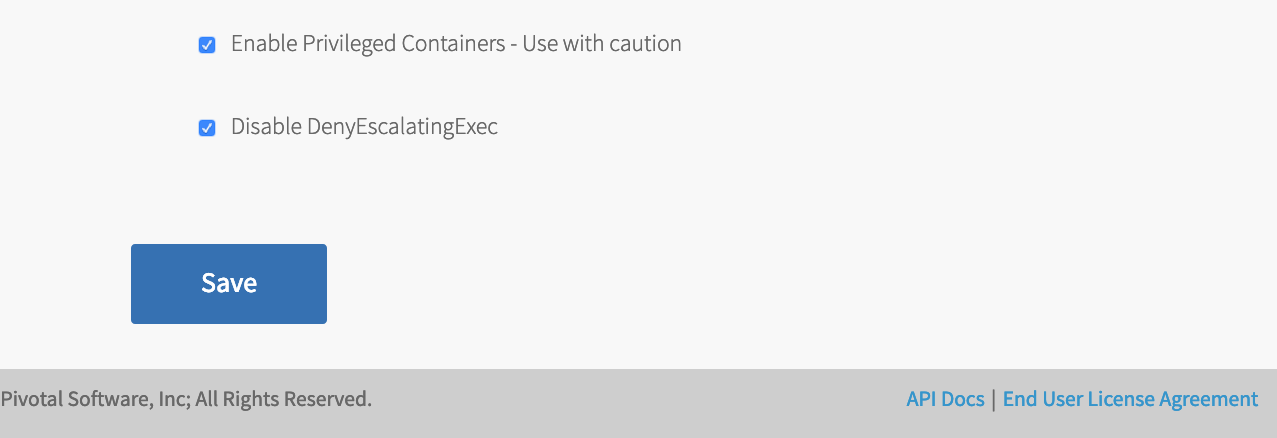 Enable Privileged Containers - Use with caution
Disable DenyEscalatingExec
Save
Pivotal Software, Inc; All Rights Reserved.
API Docs | End User License Agreement